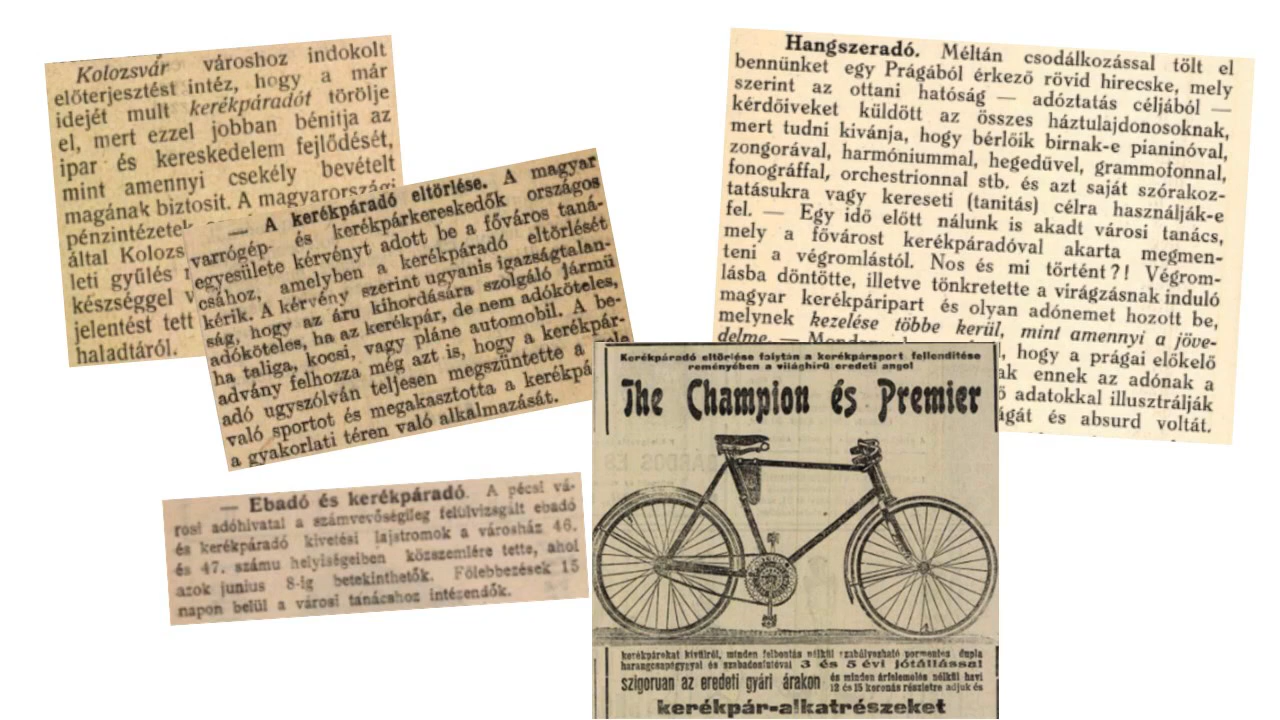 Kolozsvár városhoz indokolt
előterjesztést intéz, hogy a már
idejét mult kerékpáradót törölje
el, mert ezzel jobban bénitja az
ipar és kereskedelem fejlődését,
mint amennyi csekély bevételt
magának biztosit. A magyarországi
pénzintézetek
által Kolozs
leti gyűlés
készséggel
jelentést tett
haladtáról.
— A kerékpáradó eltörlése. A magyar
varrógép- és kerékpárkereskedők országos
egyesülete kérvényt adott be a főváros taná-
csához, amelyben a kerékpáradó eltörlését
kérik. A kérvény szerint ugyanis igazságtalan-
ság, hogy az áru kihordására szolgáló jármü
adóköteles, ha az kerékpár, de nem adóköteles,
ha taliga, kocsi, vagy pláne automobil. A be-
advány felhozza még azt is, hogy a kerékpár-
adó ugyszólván teljesen megszüntette a
való sportot és megakasztotta a kerékpá
a gyakorlati téren való alkalmazását.
— Ebadó és kerékpáradó. A pécsi vá-
rosi adóhivatal a számvevőségileg felülvizsgált ebadó
és kerékpáradó kivetési lajstromok a városház 46.
és 47. számu helyiségeiben közszemlére tette, ahol
azok junius 8-ig betekinthetők. Fölebbezések 15
napon belül a városi tanácshoz intézendők.
Hangszeradó. Méltán csodálkozással tölt el
bennünket egy Prágából érkező rövid hirecske, mely
szerint az ottani hatóság — adóztatás céljából —
kérdőiveket küldött az összes háztulajdonosoknak,
mert tudni kivánja, hogy bérlőik birnak-e pianinóval,
zongorával, harmóniummal, hegedűvel, grammofonnal,
fonográffal, orchestrionnal stb. és azt saját szórakoz-
tatásukra vagy kereseti (tanitás) célra használják-e
fel. — Egy idő előtt nálunk is akadt városi tanács,
mely a fővárost kerékpáradóval akarta megmen-
teni a végromlástól. Nos és mi történt?! Végrom-
lásba döntötte, illetve tönkretette a virágzásnak induló
magyar kerékpáripart és olyan adónemet hozott be,
melynek kezelése többe kerül, mint amennyi a jöve-
delme. —
, hogy a prágai előkelő
ak ennek az adónak a
ő adatokkal illusztrálják
ágát és absurd voltát.
Kerékpáradó eltörlése folytán a kerékpársport fellendítése
reményében a világhirű eredeti angol
The Champion és Premier
kerékpárokat kivülről, minden felbontás nélkül szabályozható pormentes dupla
harangcsapágygyal és szabadonfutóval 3 és 5 évi jótállással
szigoruan az eredeti gyári árakon és minden árfelemelés nélkül havi
12 és 15 koronás részletre adjuk és
kerékpár-alkatrészeket